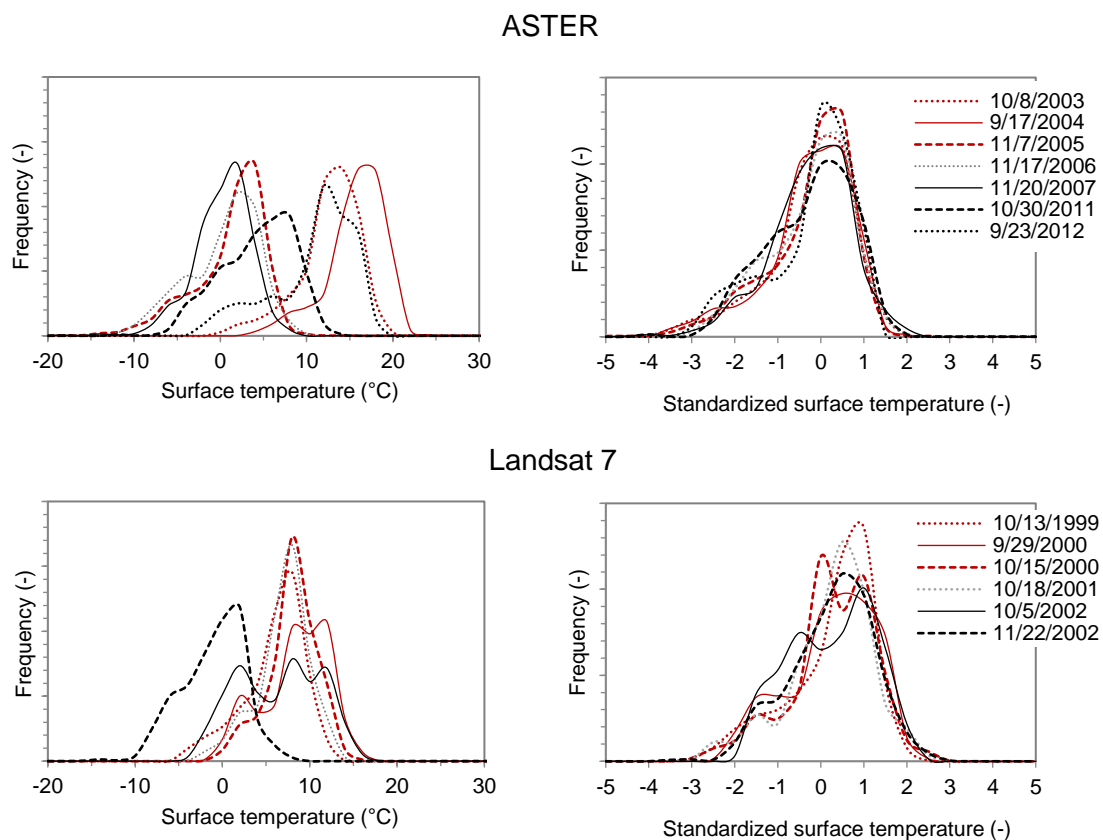 ASTER
Frequency (-)
-20 -10 0 10 20 30
Surface temperature (°C)
Frequency (-)
10/8/2003
9/17/2004
11/7/2005
11/17/2006
11/20/2007
10/30/2011
9/23/2012
-5 -4 -3 -2 -1 0 1 2 3 4 5
Standardized surface temperature (-)
Landsat 7
Frequency (-)
-20 -10 0 10 20 30
Surface temperature (°C)
Frequency (-)
10/13/1999
9/29/2000
10/15/2000
10/18/2001
10/5/2002
11/22/2002
-5 -4 -3 -2 -1 0 1 2 3 4 5
Standardized surface temperature (-)